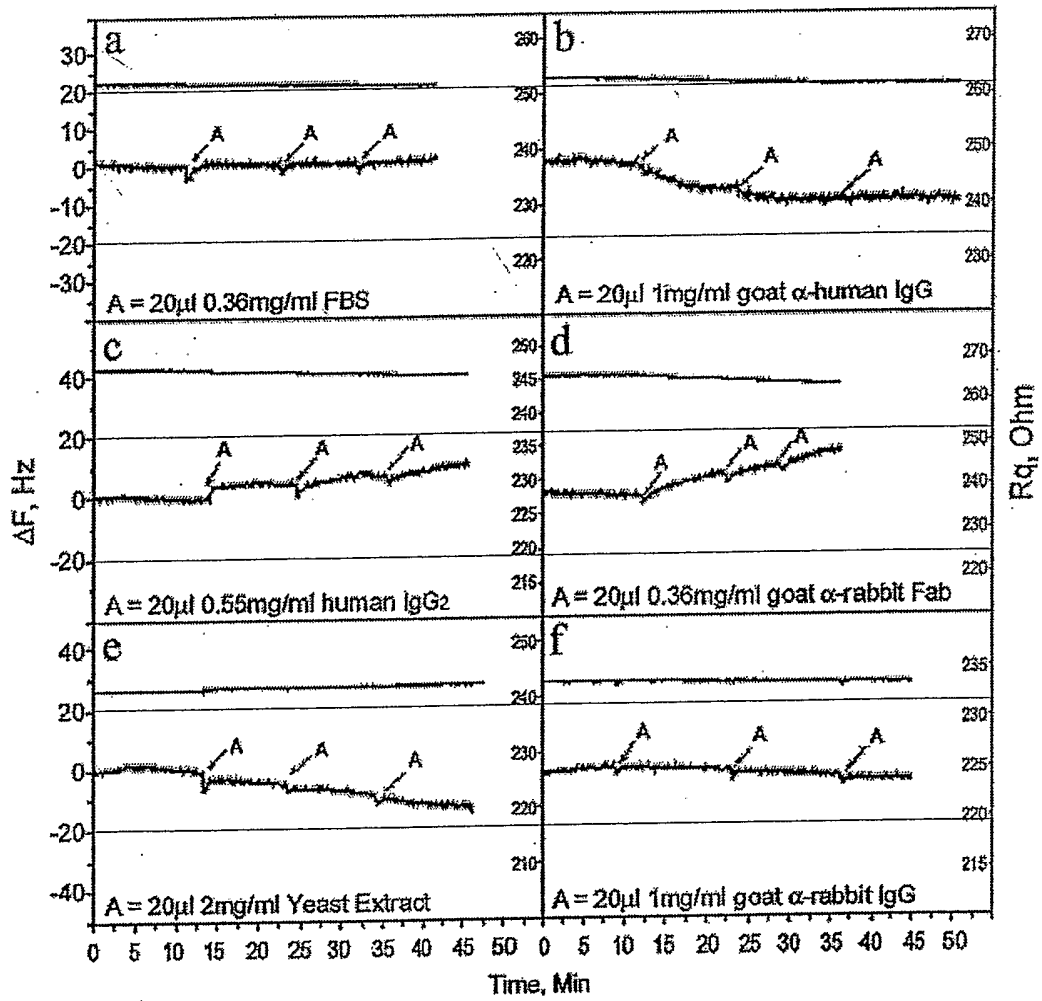 a
A
A
A
A = 20µl 0.36mg/ml FBS
30
20
10
0
-10
-20
-30
260
250
240
230
220
b
A
A
A
A = 20µl 1mg/ml goat α-human IgG
270
260
250
240
230
c
A
A
A
A = 20µl 0.55mg/ml human IgG2
40
20
0
-20
250
245
240
235
230
225
220
215
d
A
A
A
A = 20µl 0.36mg/ml goat α-rabbit Fab
270
260
250
240
230
220
e
A
A
A
A = 20µl 2mg/ml Yeast Extract
40
20
0
-20
-40
250
240
230
220
210
f
A
A
A
A = 20µl 1mg/ml goat α-rabbit IgG
235
230
225
220
215
ΔF, Hz
Rq, Ohm
0 5 10 15 20 25 30 35 40 45 0 5 10 15 20 25 30 35 40 45 50
Time, Min